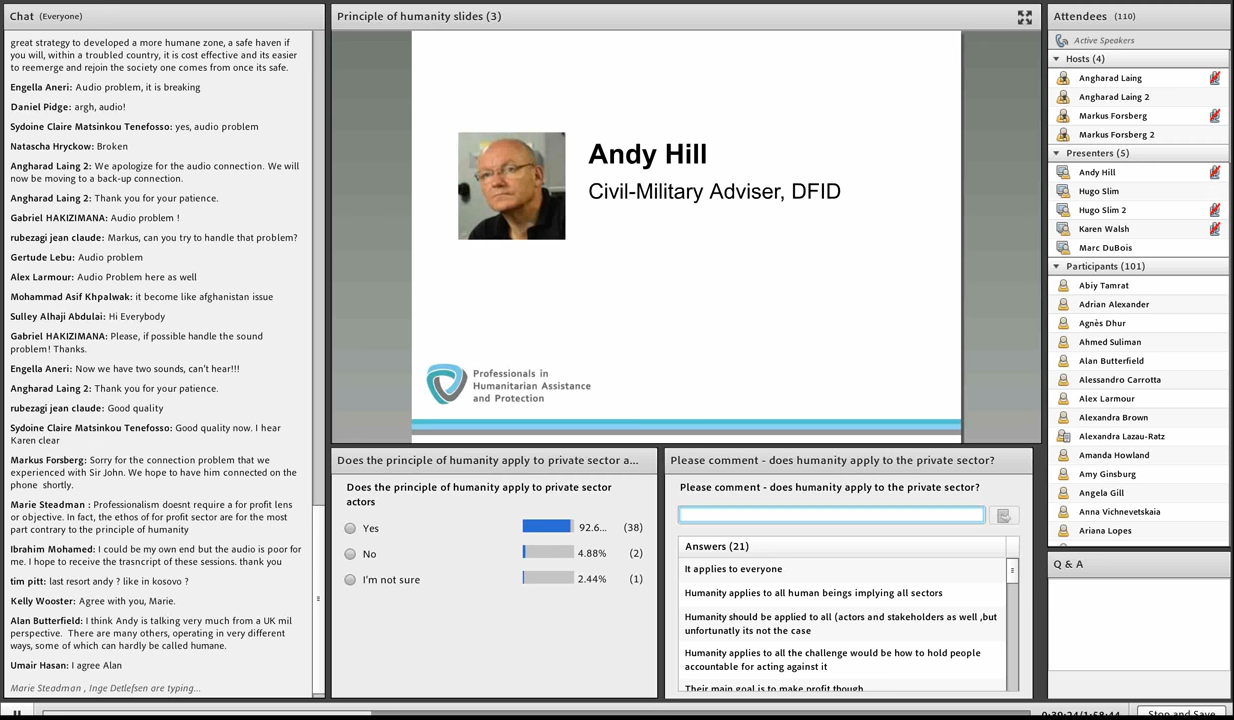 Chat (Everyone)
great strategy to developed a more humane zone, a safe haven if
you will, within a troubled country, it is cost effective and its easier
to reemerge and rejoin the society one comes from once its safe.
Engella Aneri: Audio problem, it is breaking
Daniel Pidge: argh, audio!
Sydoine Claire Matsinkou Tenefosso: yes, audio problem
Natascha Hryckow: Broken
Angharad Laing 2: We apologize for the audio connection. We will
now be moving to a back-up connection.
Angharad Laing 2: Thank you for your patience.
Gabriel HAKIZIMANA: Audio problem !
rubezagi jean claude: Markus, can you try to handle that problem?
Gertude Lebu: Audio problem
Alex Larmour: Audio Problem here as well
Mohammad Asif Khpalwak: it become like afghanistan issue
Sulley Alhaji Abdulai: Hi Everybody
Gabriel HAKIZIMANA: Please, if possible handle the sound
problem! Thanks.
Engella Aneri: Now we have two sounds, can't hear!!!
Angharad Laing 2: Thank you for your patience.
rubezagi jean claude: Good quality
Sydoine Claire Matsinkou Tenefosso: Good quality now. I hear
Karen clear
Markus Forsberg: Sorry for the connection problem that we
experienced with Sir John. We hope to have him connected on the
phone shortly.
Marie Steadman : Professionalism doesnt require a for profit lens
or objective. In fact, the ethos of for profit sector are for the most
part contrary to the principle of humanity
Ibrahim Mohamed: I could be my own end but the audio is poor for
me. I hope to receive the trasncript of these sessions. thank you
tim pitt: last resort andy ? like in kosovo ?
Kelly Wooster: Agree with you, Marie.
Alan Butterfield: I think Andy is talking very much from a UK mil
perspective. There are many others, operating in very different
ways, some of which can hardly be called humane.
Umair Hasan: I agree Alan
Marie Steadman , Inge Detlefsen are typing...
Principle of humanity slides (3)
Andy Hill
Civil-Military Adviser, DFID
Professionals in
Humanitarian Assistance
and Protection
Does the principle of humanity apply to private sector a...
Does the principle of humanity apply to private sector
actors
Yes 92.6... (38)
No 4.88% (2)
I'm not sure 2.44% (1)
Please comment - does humanity apply to the private sector?
Please comment - does humanity apply to the private sector?
Answers (21)
It applies to everyone
Humanity applies to all human beings implying all sectors
Humanity should be applied to all (actors and stakeholders as well ,but
unfortunatly its not the case
Humanity applies to all the challenge would be how to hold people
accountable for acting against it
Their main goal is to make profit though
Attendees (110)
Active Speakers
Hosts (4)
Angharad Laing
Angharad Laing 2
Markus Forsberg
Markus Forsberg 2
Presenters (5)
Andy Hill
Hugo Slim
Hugo Slim 2
Karen Walsh
Marc DuBois
Participants (101)
Abiy Tamrat
Adrian Alexander
Agnès Dhur
Ahmed Suliman
Alan Butterfield
Alessandro Carrotta
Alex Larmour
Alexandra Brown
Alexandra Lazau-Ratz
Amanda Howland
Amy Ginsburg
Angela Gill
Anna Vichnevetskaia
Ariana Lopes
Q & A
0:39:24/1:58:44
Stop and Save